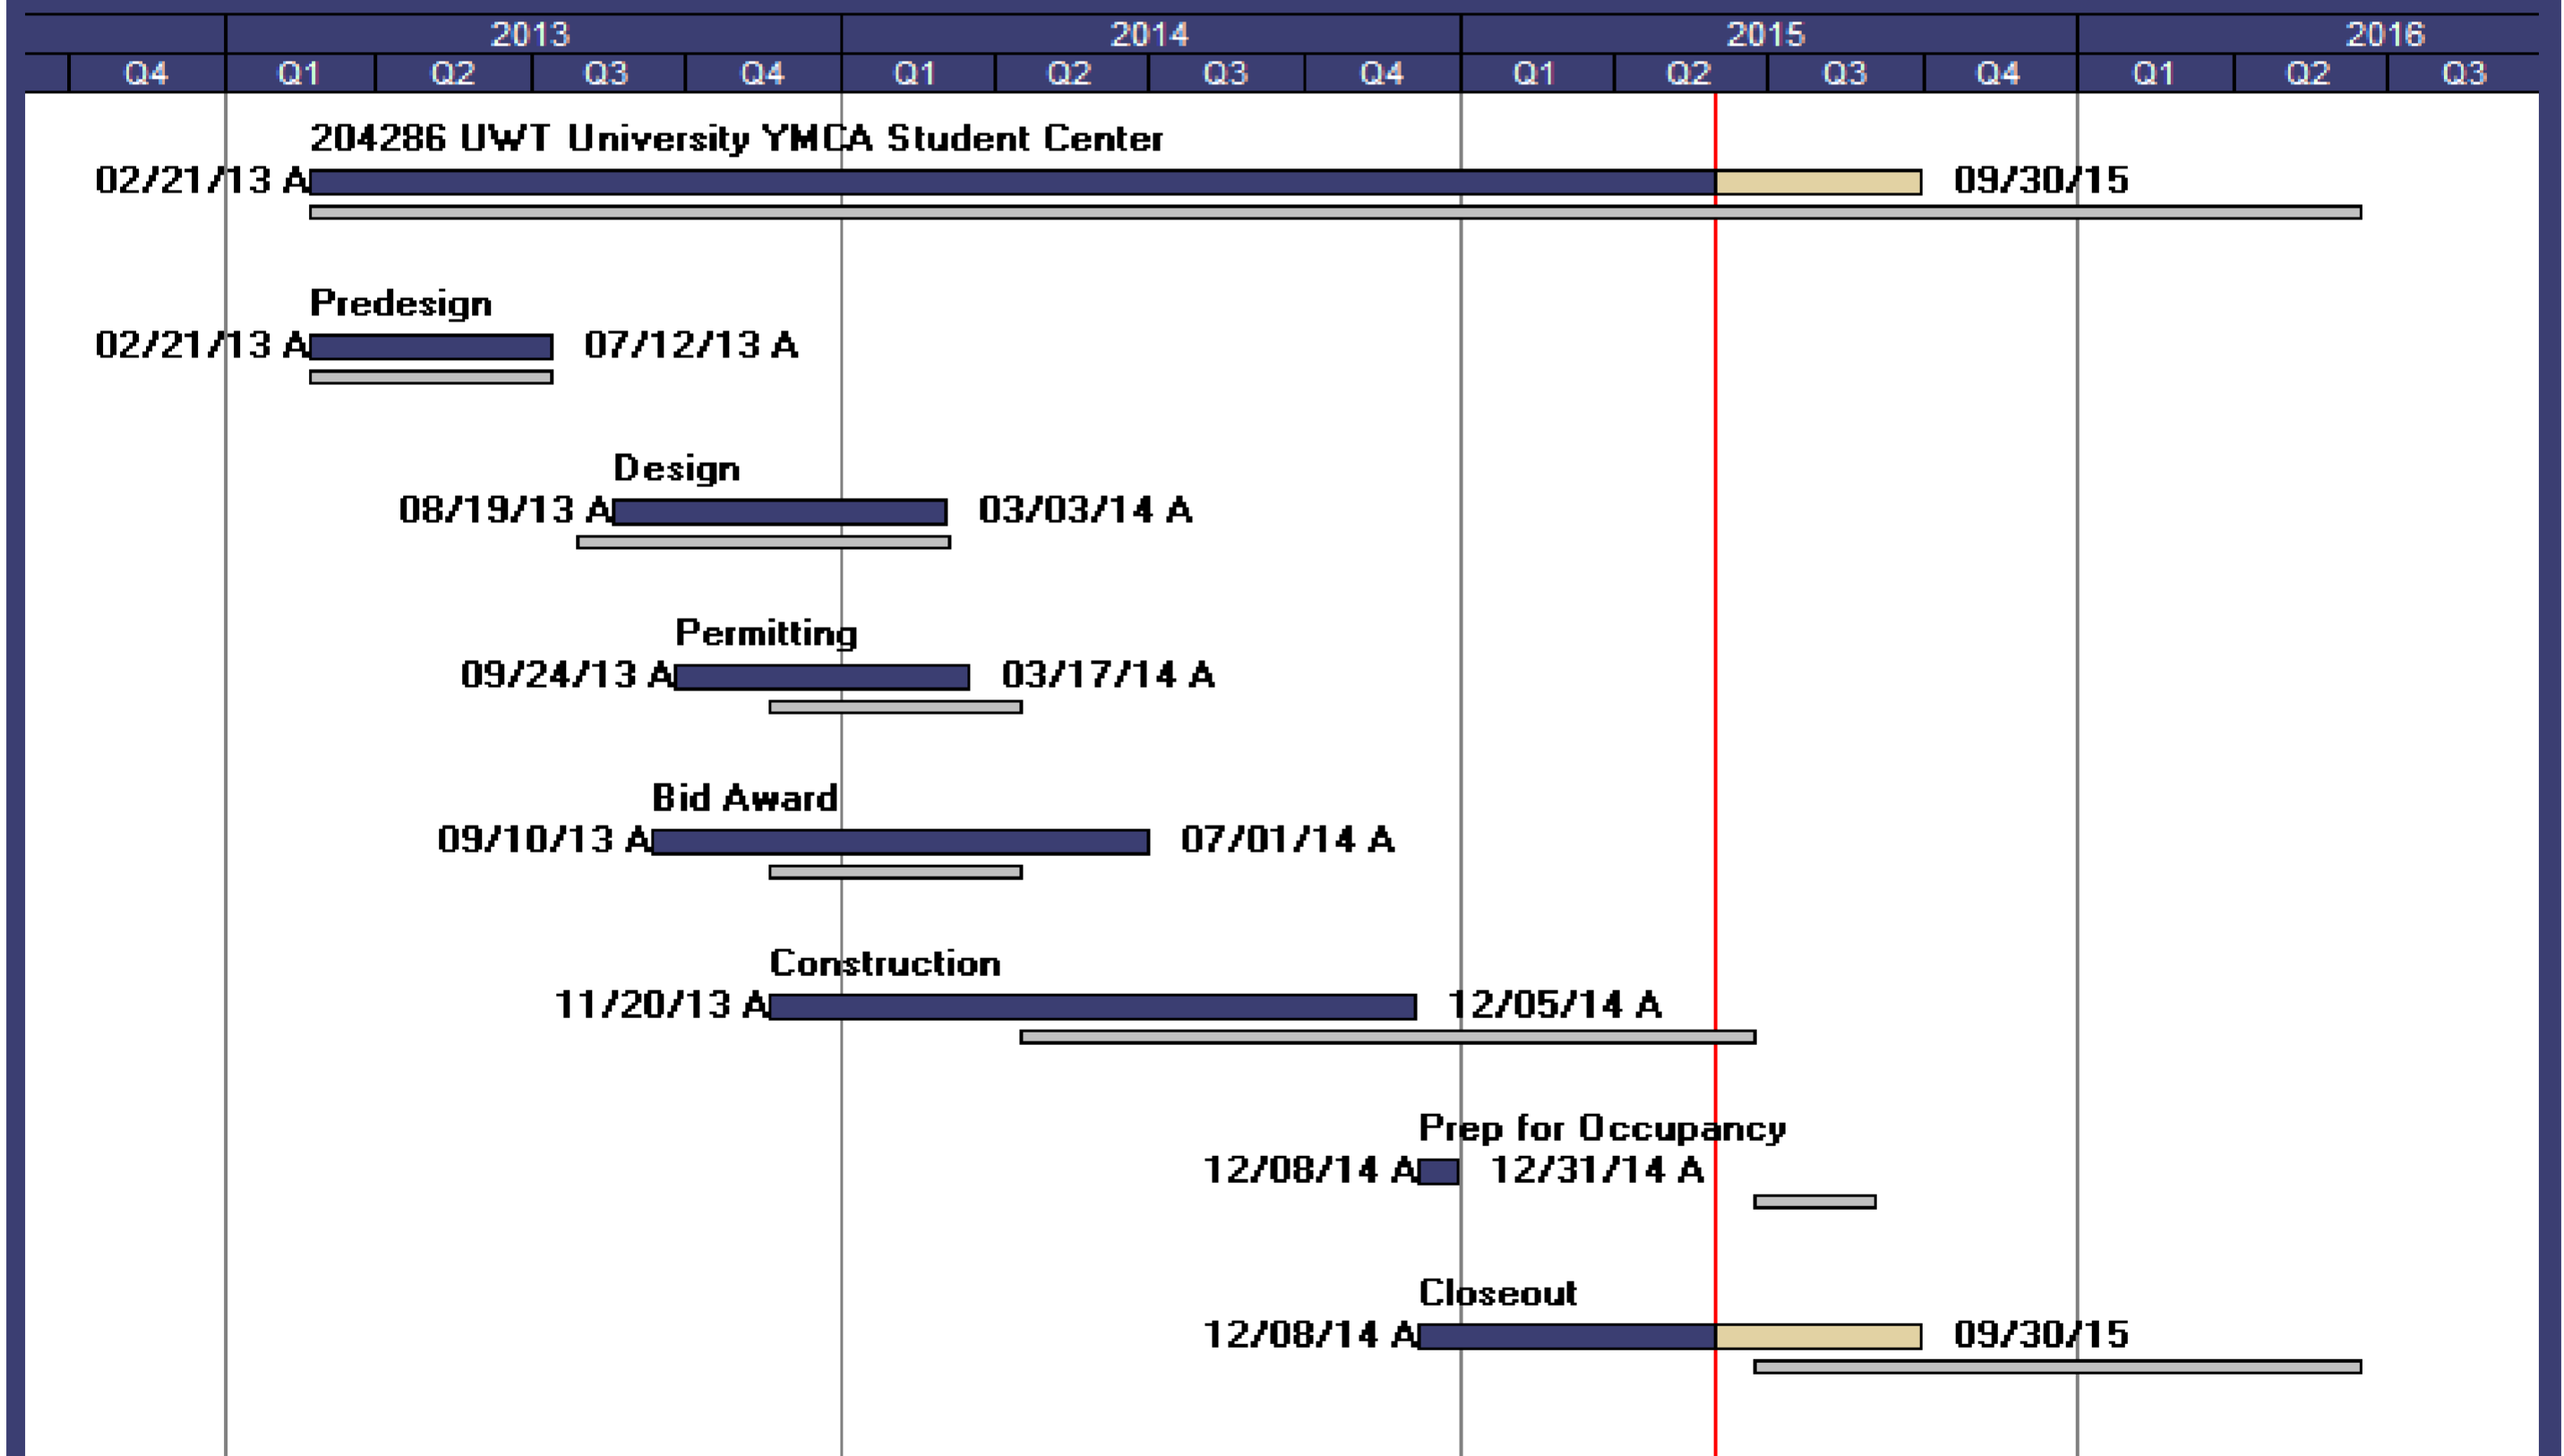 2013 2014 2015 2016
Q4 Q1 Q2 Q3 Q4 Q1 Q2 Q3 Q4 Q1 Q2 Q3 Q4 Q1 Q2 Q3
204286 UWT University YMCA Student Center
02/21/13 A 09/30/15
Predesign
02/21/13 A 07/12/13 A
Design
08/19/13 A 03/03/14 A
Permitting
09/24/13 A 03/17/14 A
Bid Award
09/10/13 A 07/01/14 A
Construction
11/20/13 A 12/05/14 A
Prep for Occupancy
12/08/14 A 12/31/14 A
Closeout
12/08/14 A 09/30/15